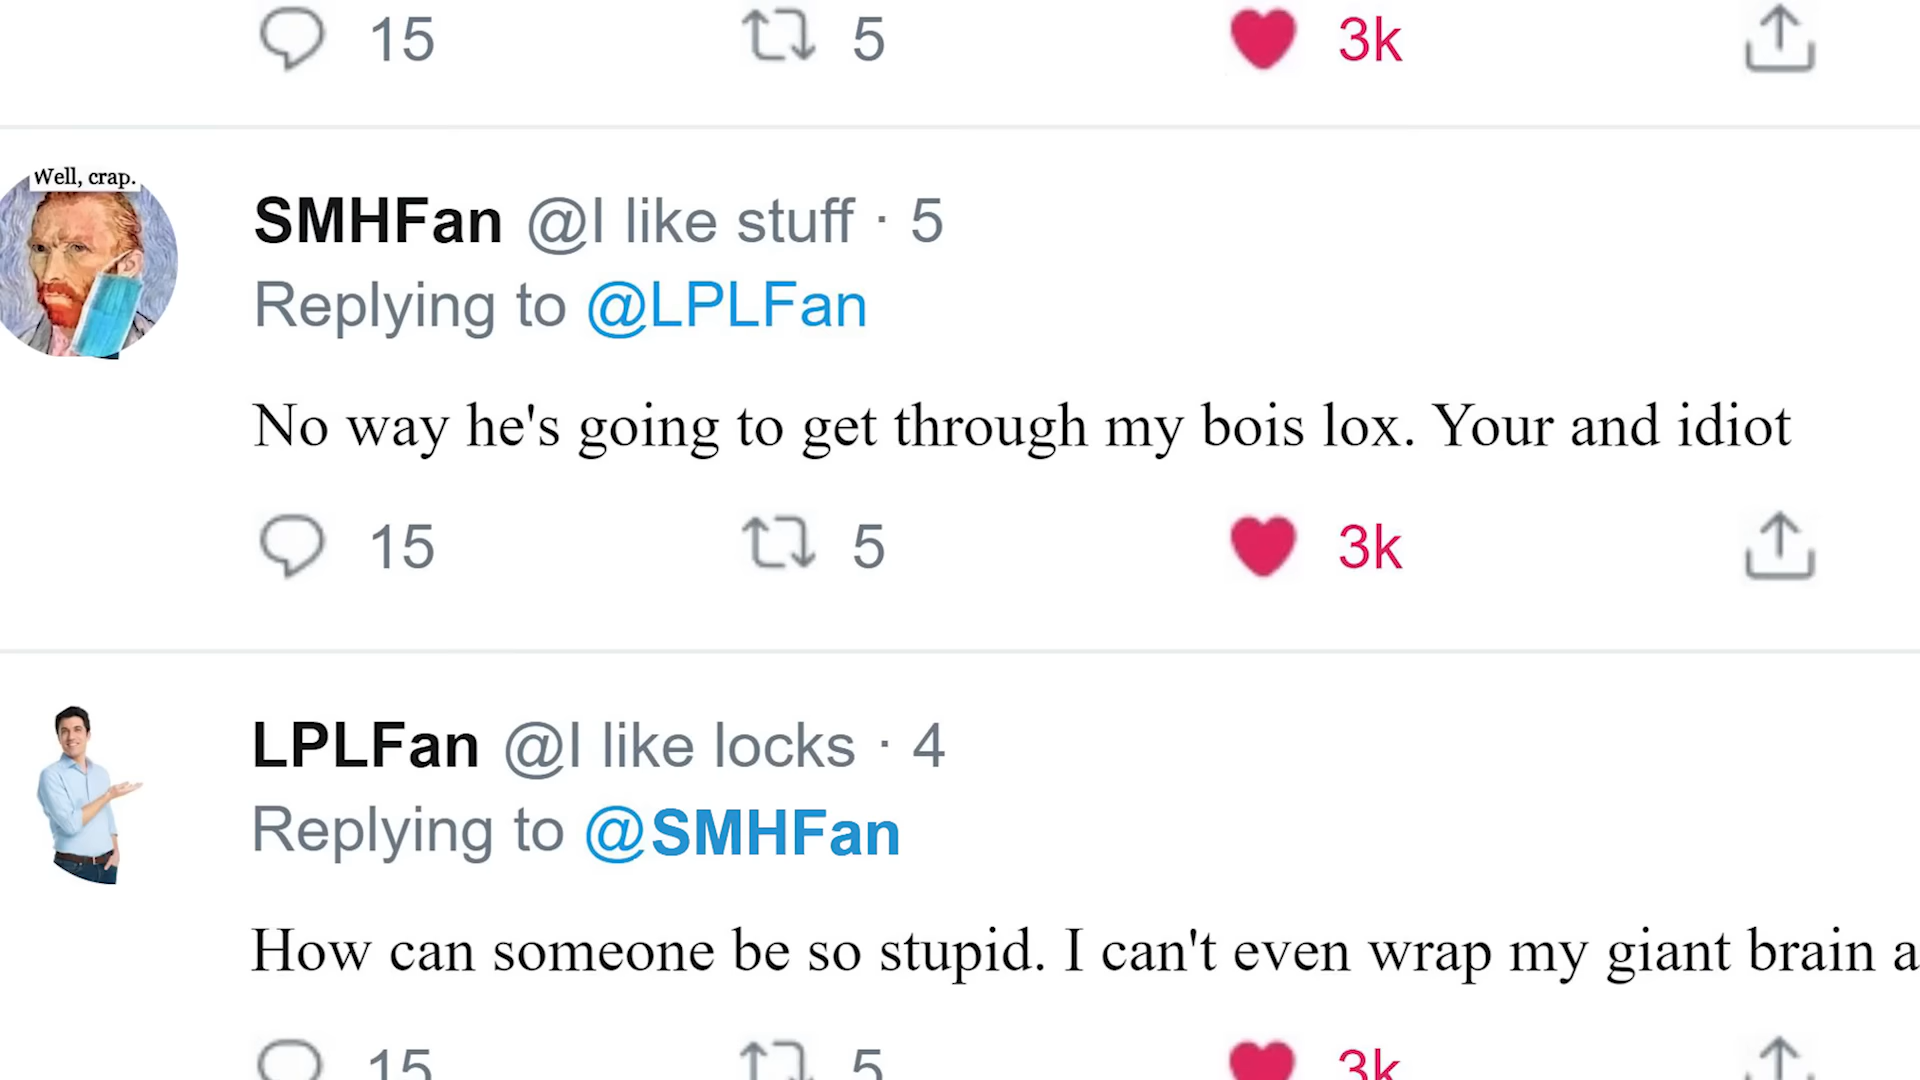 15 5 3k
Well, crap.
SMHFan @I like stuff · 5
Replying to @LPLFan
No way he's going to get through my bois lox. Your and idiot
15 5 3k
LPLFan @I like locks · 4
Replying to @SMHFan
How can someone be so stupid. I can't even wrap my giant brain a
15 5 3k